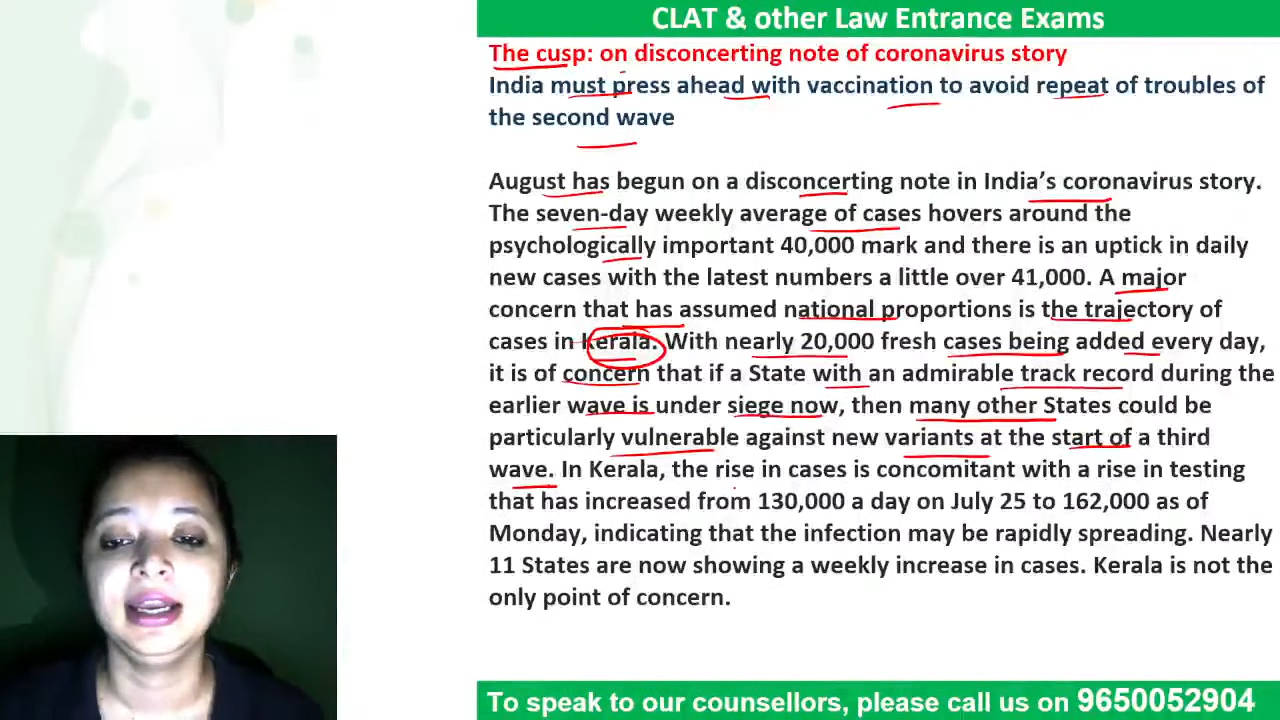 CLAT & other Law Entrance Exams
The cusp: on disconcerting note of coronavirus story
India must press ahead with vaccination to avoid repeat of troubles of
the second wave
August has begun on a disconcerting note in India's coronavirus story.
The seven-day weekly average of cases hovers around the
psychologically important 40,000 mark and there is an uptick in daily
new cases with the latest numbers a little over 41,000. A major
concern that has assumed national proportions is the trajectory of
cases in Kerala. With nearly 20,000 fresh cases being added every day,
it is of concern that if a State with an admirable track record during the
earlier wave is under siege now, then many other States could be
particularly vulnerable against new variants at the start of a third
wave. In Kerala, the rise in cases is concomitant with a rise in testing
that has increased from 130,000 a day on July 25 to 162,000 as of
Monday, indicating that the infection may be rapidly spreading. Nearly
11 States are now showing a weekly increase in cases. Kerala is not the
only point of concern.
To speak to our counsellors, please call us on 9650052904